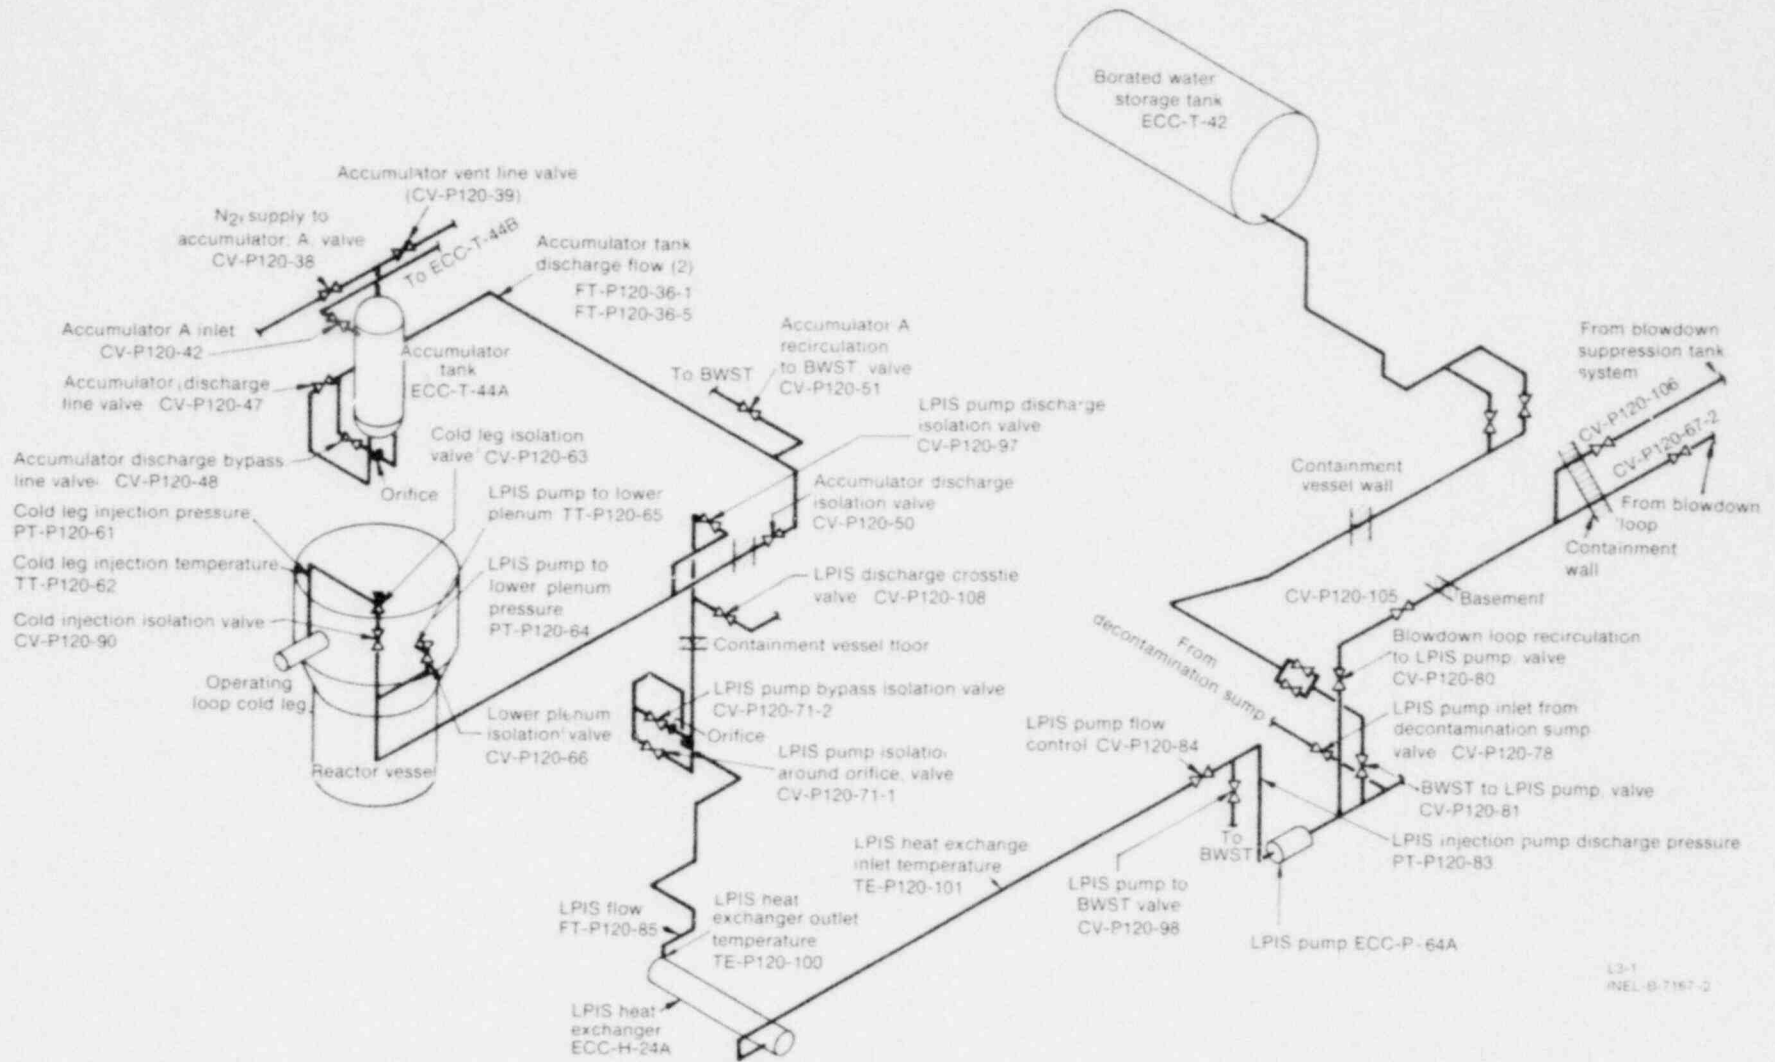 Borated water
storage tank
ECC-T-42
Accumulator vent line valve
(CV-P120-39)
N2, supply to
accumulator, A, valve
CV-P120-38
To ECC-T-44B
Accumulator tank
discharge flow (2)
FT-P120-36-1
FT-P120-36-5
Accumulator A inlet
CV-P120-42
Accumulator
tank
ECC-T-44A
Accumulator discharge
line valve CV-P120-47
To BWST
Accumulator A
recirculation
to BWST, valve
CV-P120-51
From blowdown
suppression tank
system
CV-P120-106
CV-P120-67-2
LPIS pump discharge
isolation valve
CV-P120-97
Cold leg isolation
valve CV-P120-63
Accumulator discharge bypass
line valve CV-P120-48
Orifice
LPIS pump to lower
plenum TT-P120-65
Accumulator discharge
isolation valve
CV-P120-50
Containment
vessel wall
From blowdown
loop
Cold leg injection pressure
PT-P120-61
Cold leg injection temperature
TT-P120-62
LPIS pump to
lower plenum
pressure
PT-P120-64
LPIS discharge crosstie
valve CV-P120-108
Containment
wall
CV-P120-105
Basement
Cold injection isolation valve
CV-P120-90
Containment vessel floor
From
decontamination sump
Blowdown loop recirculation
to LPIS pump, valve
CV-P120-80
Operating
loop cold leg
LPIS pump bypass isolation valve
CV-P120-71-2
Orifice
Lower plenum
isolation valve
CV-P120-66
LPIS pump isolation
around orifice, valve
CV-P120-71-1
LPIS pump flow
control CV-P120-84
LPIS pump inlet from
decontamination sump
valve CV-P120-78
Reactor vessel
BWST to LPIS pump, valve
CV-P120-81
To
BWST
LPIS injection pump discharge pressure
PT-P120-83
LPIS heat exchange
inlet temperature
TE-P120-101
LPIS pump to
BWST valve
CV-P120-98
LPIS pump ECC-P-64A
LPIS flow
FT-P120-85
LPIS heat
exchanger outlet
temperature
TE-P120-100
LPIS heat
exchanger
ECC-H-24A
L3-1
INEL-B-7167-2